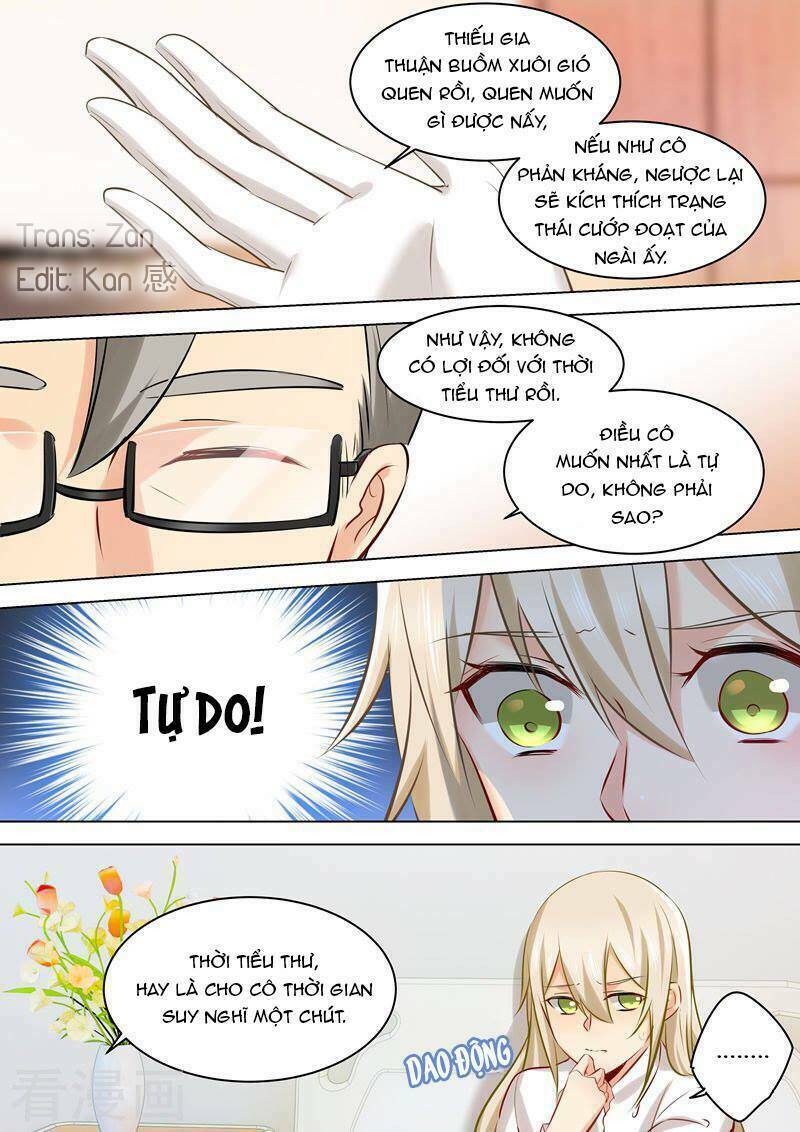 THIẾU GIA
THUẬN BUỒM XUÔI GIÓ
QUEN RỒI, QUEN MUỐN
GÌ ĐƯỢC NẤY,
NẾU NHƯ CÔ
PHẢN KHÁNG, NGƯỢC LẠI
SẼ KÍCH THÍCH TRẠNG
THÁI CƯỚP ĐOẠT CỦA
NGÀI ẤY.
Trans: Zan
Edit: Kan 感
NHƯ VẬY, KHÔNG
CÓ LỢI ĐỐI VỚI THỜI
TIỂU THƯ RỒI.
ĐIỀU CÔ
MUỐN NHẤT LÀ TỰ
DO, KHÔNG PHẢI
SAO?
TỰ DO!
THỜI TIỂU THƯ,
HAY LÀ CHO CÔ THỜI GIAN
SUY NGHĨ MỘT CHÚT.
DAO ĐỘNG
.........
看漫画